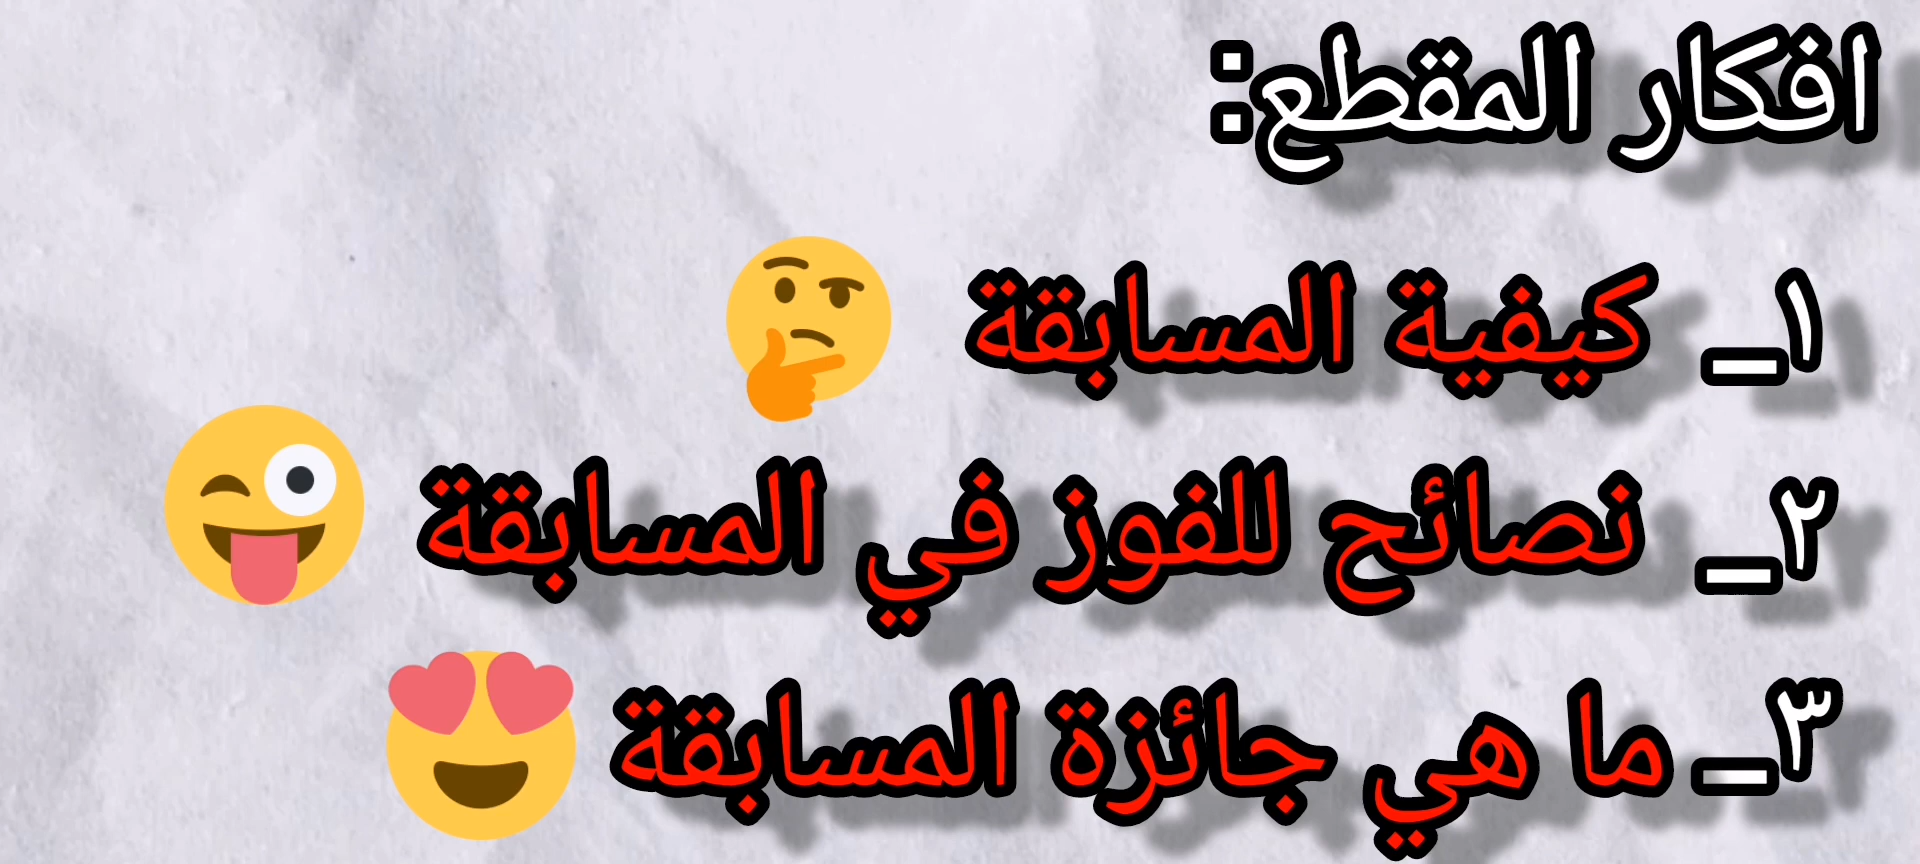 افكار المقطع:
١_ كيفية المسابقة
٢_ نصائح للفوز في المسابقة
٣_ ما هي جائزة المسابقة